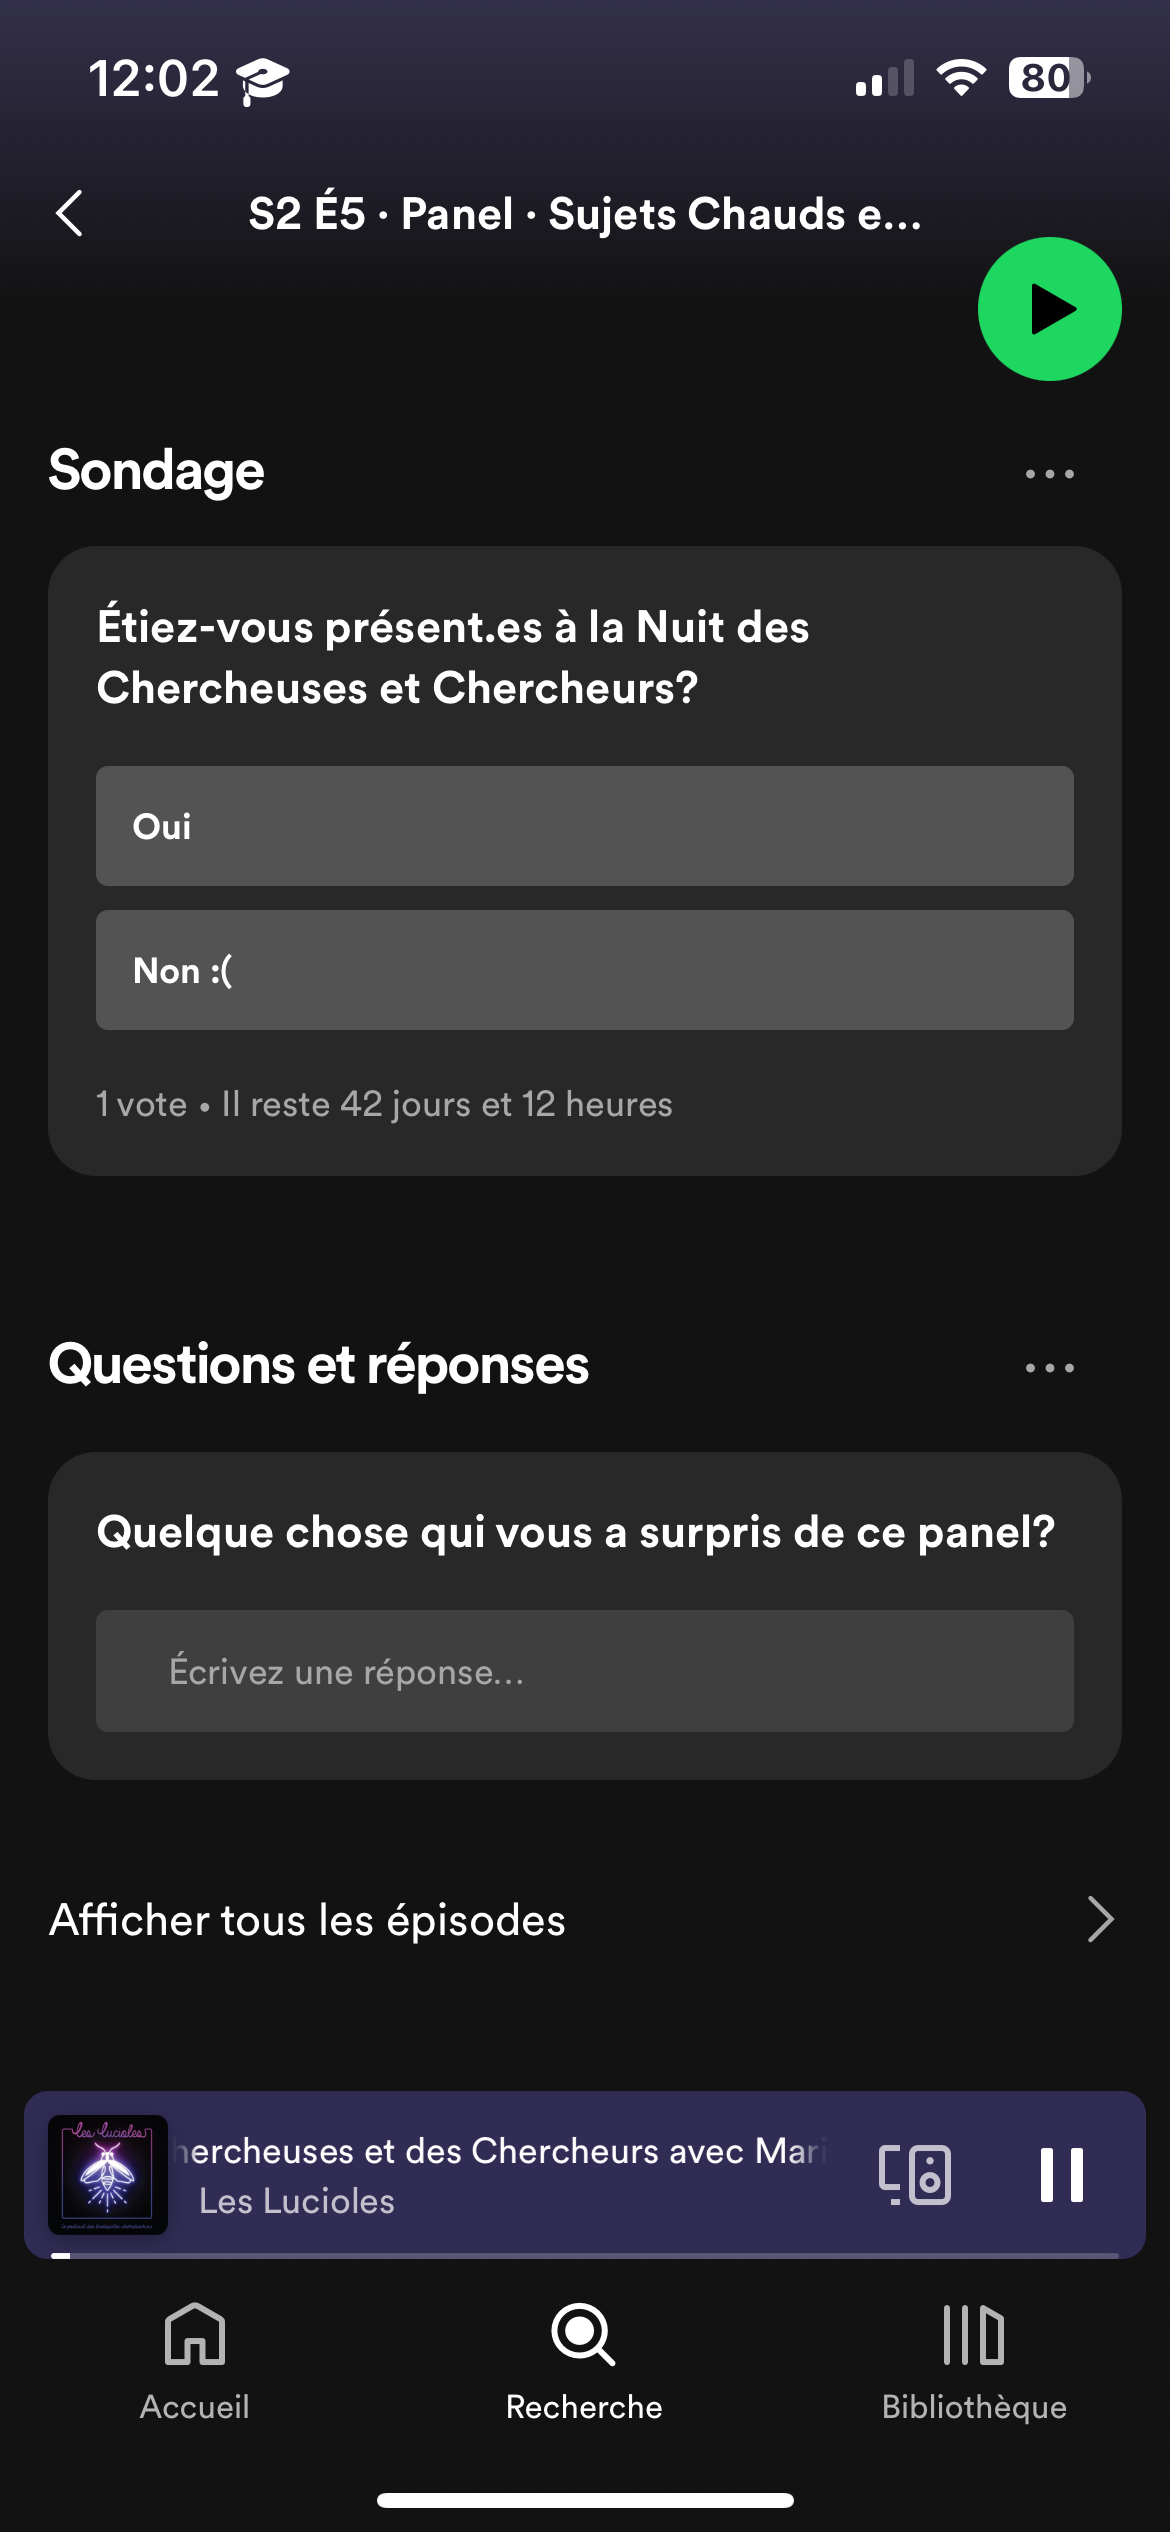 12:02
80
S2 É5 · Panel · Sujets Chauds e...
Sondage
Étiez-vous présent.es à la Nuit des
Chercheuses et Chercheurs?
Oui
Non :(
1 vote • Il reste 42 jours et 12 heures
Questions et réponses
Quelque chose qui vous a surpris de ce panel?
Écrivez une réponse...
Afficher tous les épisodes
les lucioles
hercheuses et des Chercheurs avec Mari
Les Lucioles
Accueil
Recherche
Bibliothèque